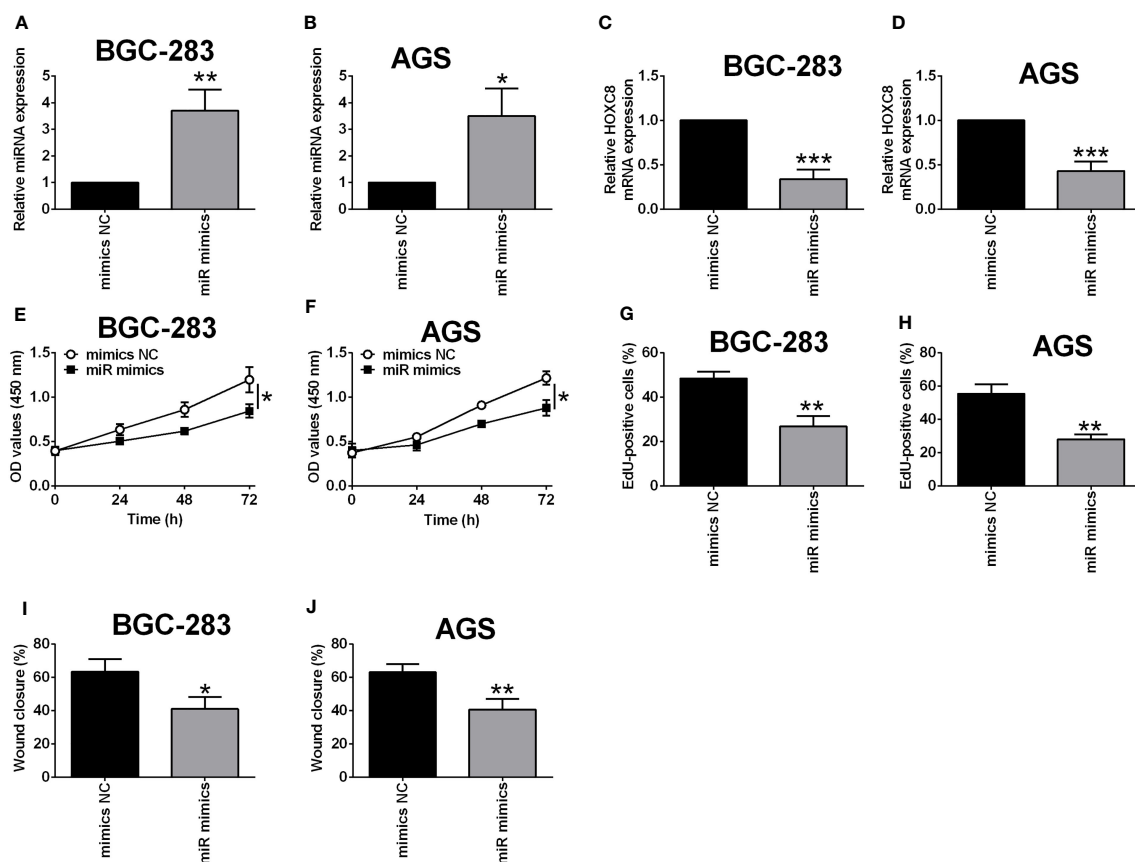 A
BGC-283
Relative miRNA expression
5
4
3
2
1
0
**
mimics NC
miR mimics
B
AGS
Relative miRNA expression
5
4
3
2
1
0
*
mimics NC
miR mimics
C
BGC-283
Relative HOXC8
mRNA expression
1.5
1.0
0.5
0.0
***
mimics NC
miR mimics
D
AGS
Relative HOXC8
mRNA expression
1.5
1.0
0.5
0.0
***
mimics NC
miR mimics
E
BGC-283
OD values (450 nm)
1.5
1.0
0.5
0.0
mimics NC
miR mimics
*
0 24 48 72
Time (h)
F
AGS
OD values (450 nm)
1.5
1.0
0.5
0.0
mimics NC
miR mimics
*
0 24 48 72
Time (h)
G
BGC-283
EdU-positive cells (%)
60
40
20
0
**
mimics NC
miR mimics
H
AGS
EdU-positive cells (%)
80
60
40
20
0
**
mimics NC
miR mimics
I
BGC-283
Wound closure (%)
80
60
40
20
0
*
mimics NC
miR mimics
J
AGS
Wound closure (%)
80
60
40
20
0
**
mimics NC
miR mimics